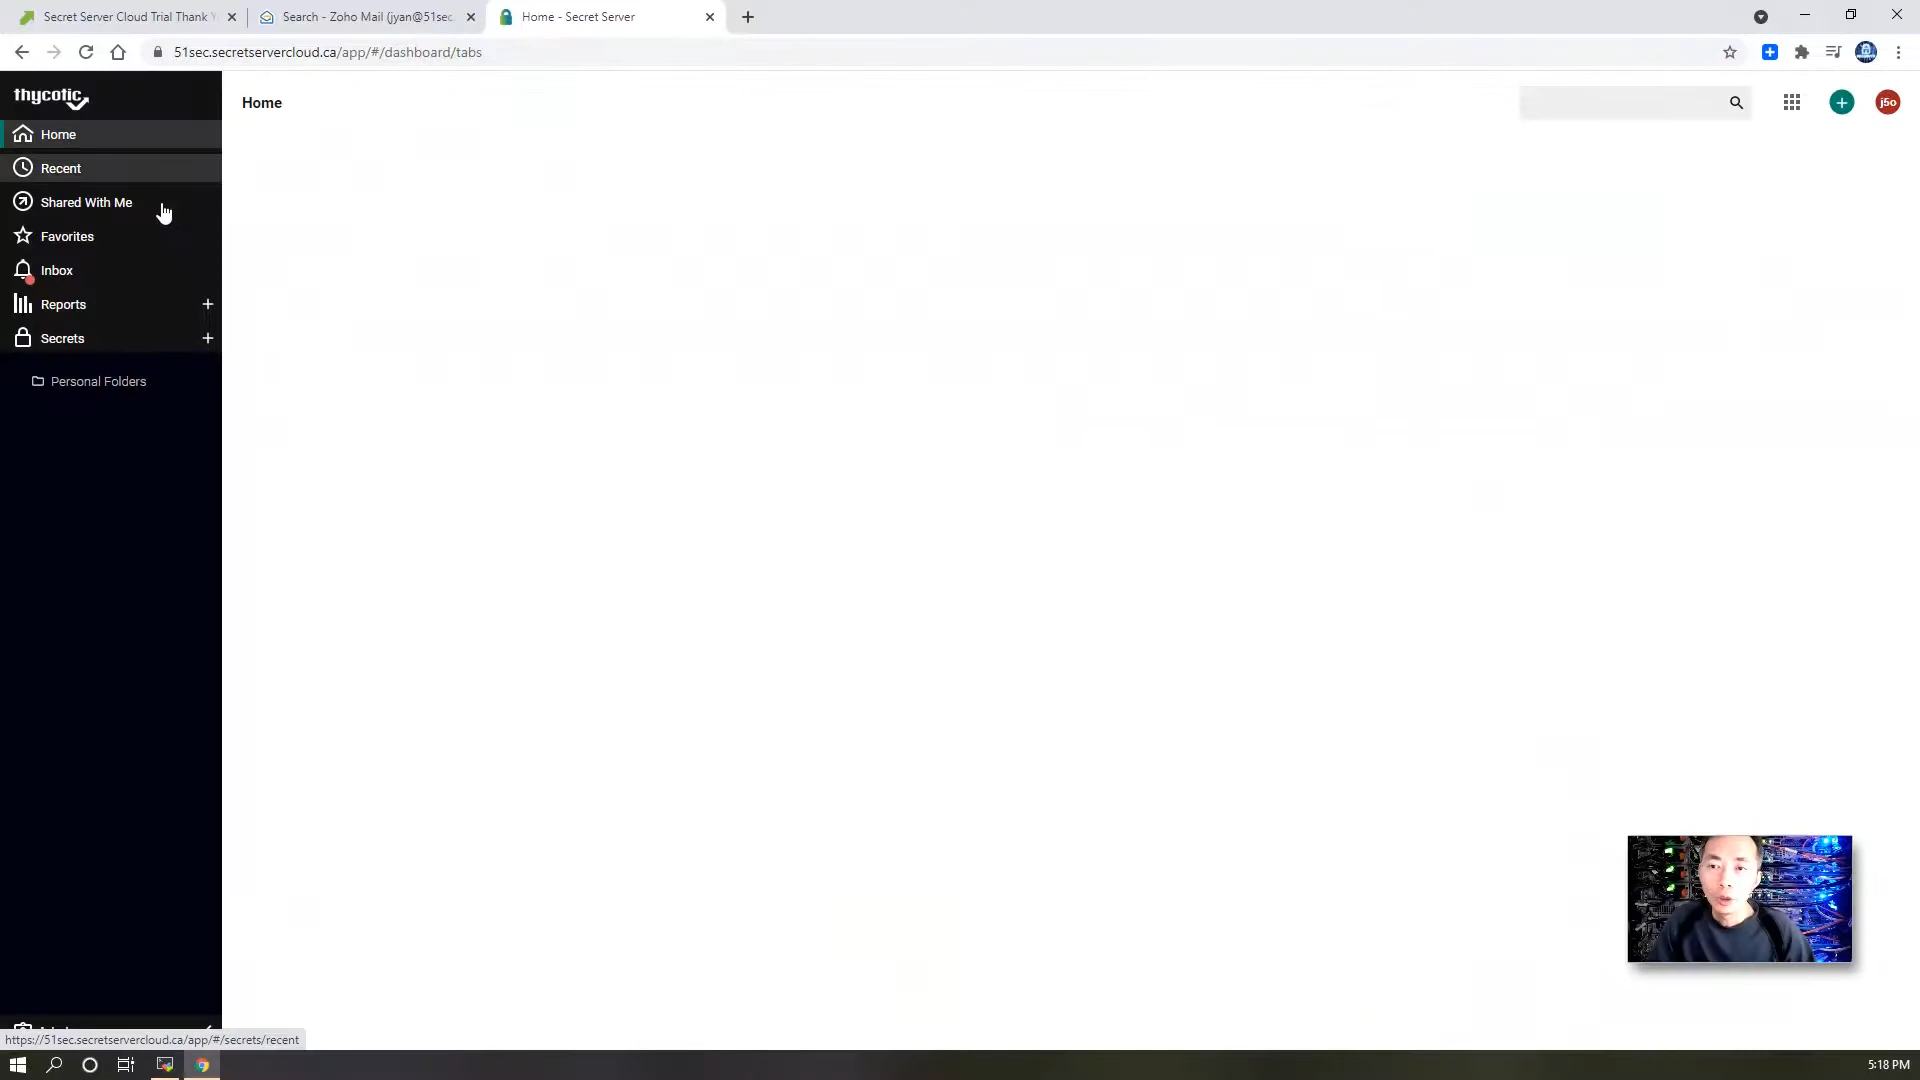 Secret Server Cloud Trial Thank Y
Search - Zoho Mail (jyan@51sec.
Home - Secret Server
51sec.secretservercloud.ca/app/#/dashboard/tabs
thycotic
Home
j5o
Home
Recent
Shared With Me
Favorites
Inbox
Reports
Secrets
Personal Folders
https://51sec.secretservercloud.ca/app/#/secrets/recent
5:18 PM